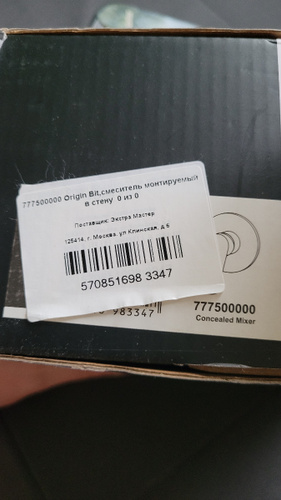 777500000 Origin Bit,смеситель монтируемый
в стену 0 из 0
Поставщик: Экстра Мастер
125414, г. Москва, ул Клинская, д 6
570851698 3347
983347
777500000
Concealed Mixer